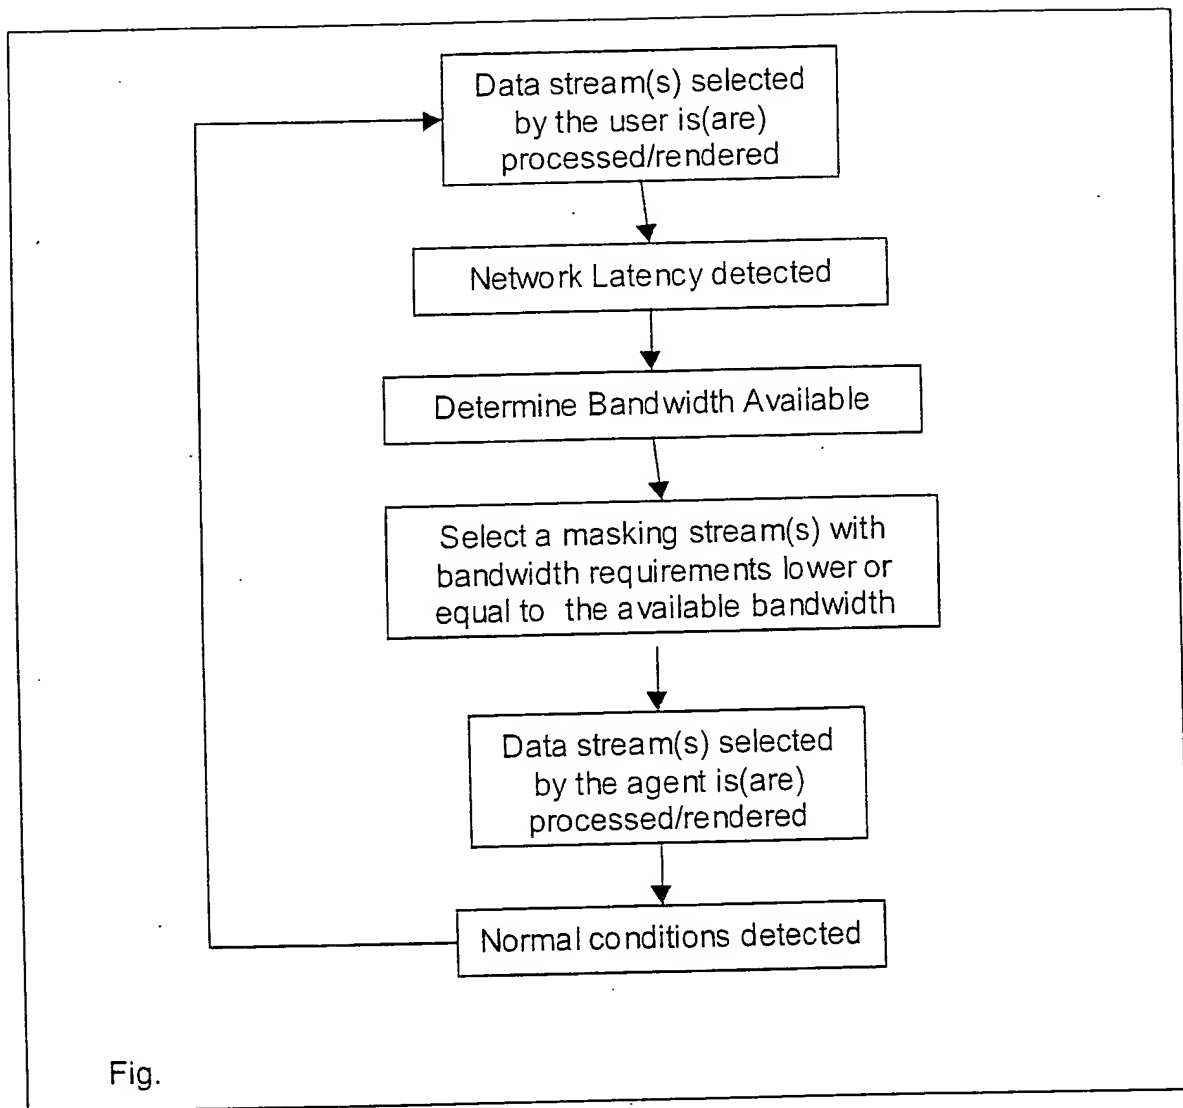 Data stream(s) selected
by the user is(are)
processed/rendered
Network Latency detected
Determine Bandwidth Available
Select a masking stream(s) with
bandwidth requirements lower or
equal to the available bandwidth
Data stream(s) selected
by the agent is(are)
processed/rendered
Normal conditions detected
Fig.